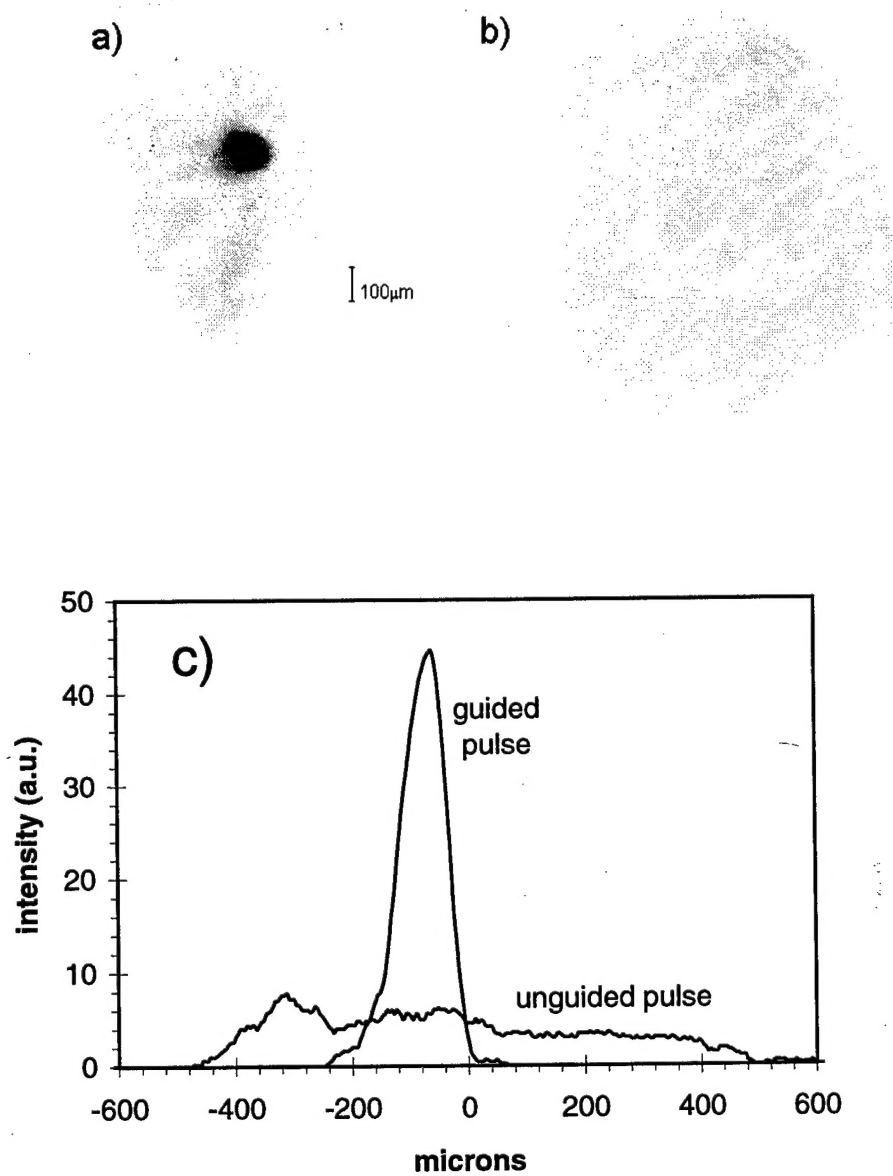 a)
b)
100μm
c)
50
40
30
20
10
0
intensity (a.u.)
guided
pulse
unguided pulse
-600
-400
-200
0
200
400
600
microns